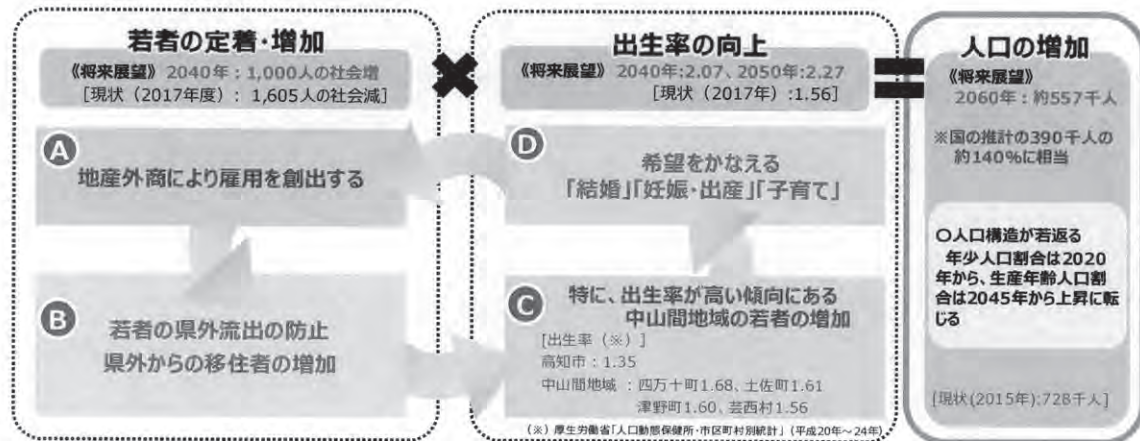 若者の定着・増加
《将来展望》 2040年：1,000人の社会増
[現状（2017年度）： 1,605人の社会減]
A
地産外商により雇用を創出する
B
若者の県外流出の防止
県外からの移住者の増加
出生率の向上
《将来展望》 2040年:2.07、2050年:2.27
[現状（2017年）:1.56]
D
希望をかなえる
「結婚」「妊娠・出産」「子育て」
C
特に、出生率が高い傾向にある
中山間地域の若者の増加
[出生率（※）]
高知市：1.35
中山間地域 ：四万十町1.68、土佐町1.61
津野町1.60、芸西村1.56
（※）厚生労働省「人口動態保健所・市区町村別統計」（平成20年～24年）
人口の増加
《将来展望》
2060年：約557千人
※国の推計の390千人の
約140%に相当
○人口構造が若返る
年少人口割合は2020
年から、生産年齢人口割
合は2045年から上昇に転
じる
[現状(2015年):728千人]